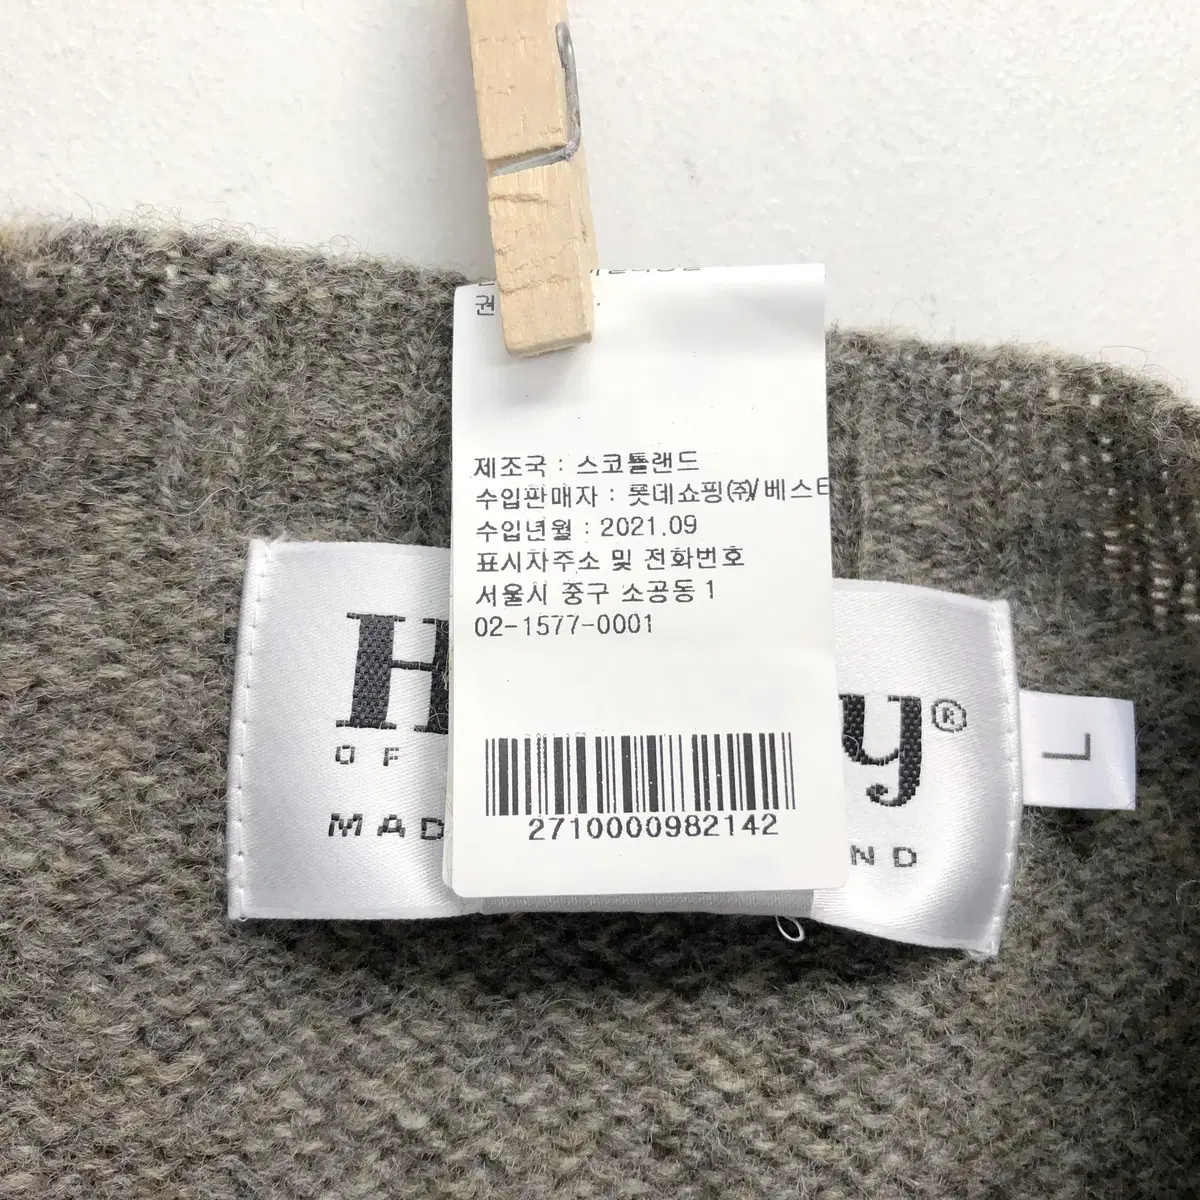 권
제조국 : 스코틀랜드
수입판매자 : 롯데쇼핑(주)/베스트
수입년월 : 2021.09
표시자주소 및 전화번호
서울시 중구 소공동 1
02-1577-0001
2710000982142
H y®
OF
MAD ND
L